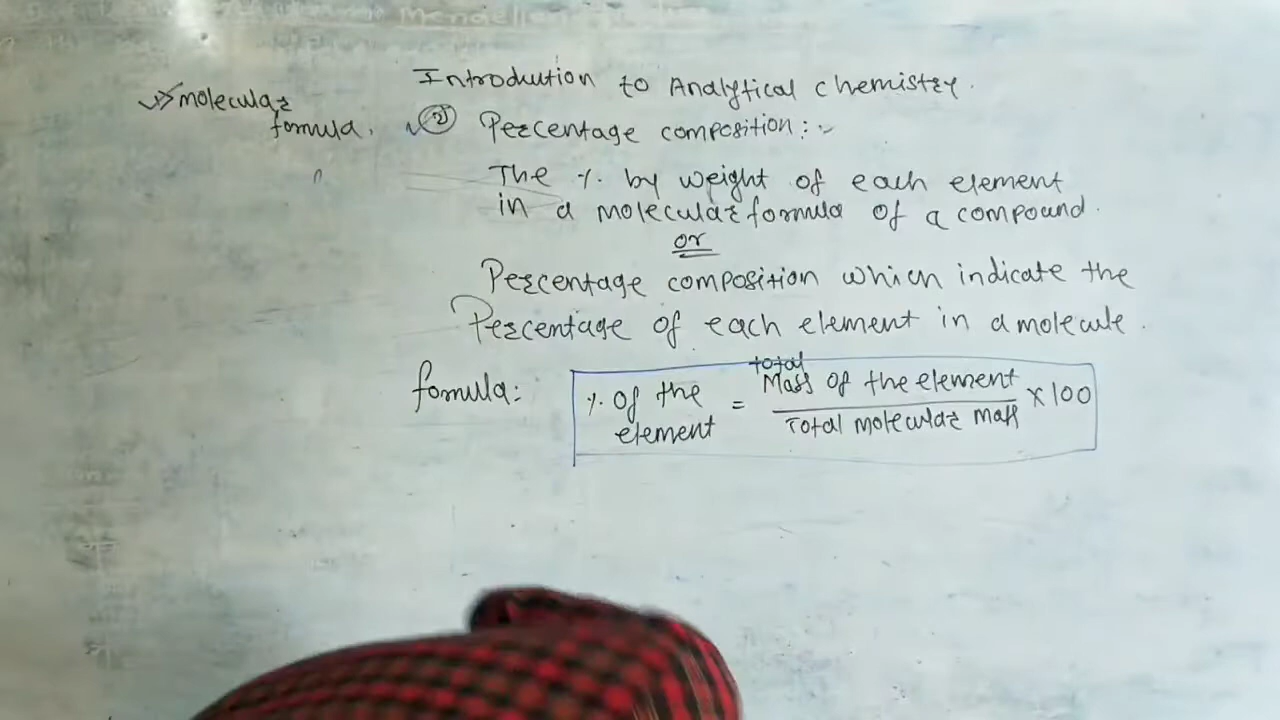 Introduction to Analytical chemistry.
molecular
formula.
② Percentage composition :-
The % by weight of each element
in a molecular formula of a compound.
or
Percentage composition which indicate the
Percentage of each element in a molecule.
formula:
% of the element = total Mass of the element / Total molecular mass × 100